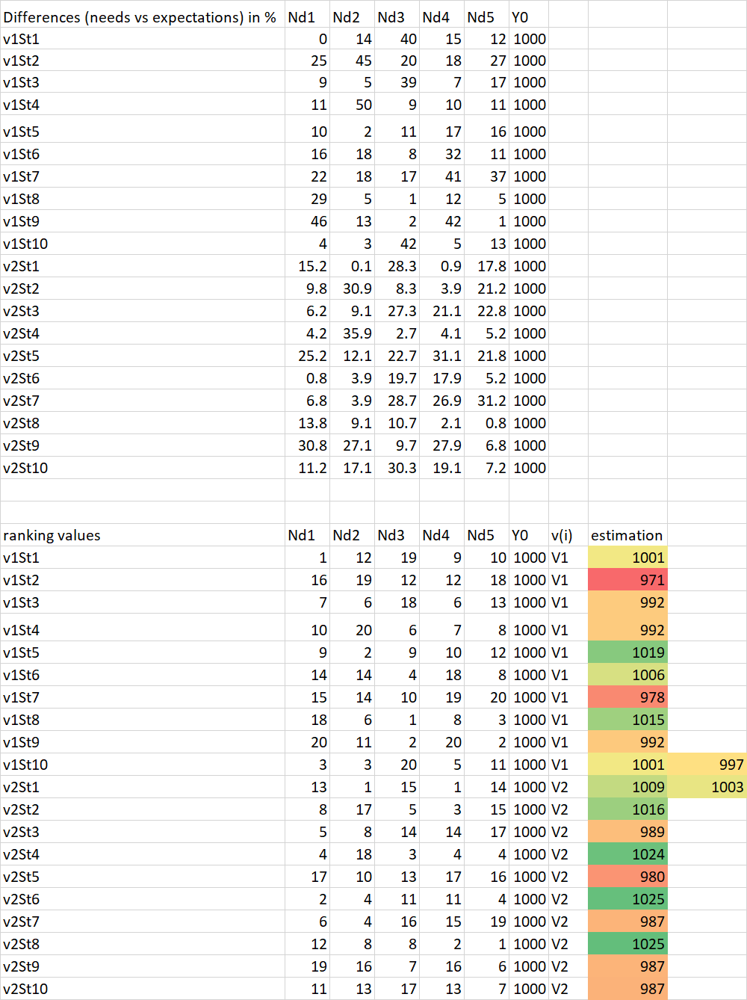 Differences (needs vs expectations) in % Nd1 Nd2 Nd3 Nd4 Nd5 Y0
v1St1 0 14 40 15 12 1000
v1St2 25 45 20 18 27 1000
v1St3 9 5 39 7 17 1000
v1St4 11 50 9 10 11 1000
v1St5 10 2 11 17 16 1000
v1St6 16 18 8 32 11 1000
v1St7 22 18 17 41 37 1000
v1St8 29 5 1 12 5 1000
v1St9 46 13 2 42 1 1000
v1St10 4 3 42 5 13 1000
v2St1 15.2 0.1 28.3 0.9 17.8 1000
v2St2 9.8 30.9 8.3 3.9 21.2 1000
v2St3 6.2 9.1 27.3 21.1 22.8 1000
v2St4 4.2 35.9 2.7 4.1 5.2 1000
v2St5 25.2 12.1 22.7 31.1 21.8 1000
v2St6 0.8 3.9 19.7 17.9 5.2 1000
v2St7 6.8 3.9 28.7 26.9 31.2 1000
v2St8 13.8 9.1 10.7 2.1 0.8 1000
v2St9 30.8 27.1 9.7 27.9 6.8 1000
v2St10 11.2 17.1 30.3 19.1 7.2 1000
ranking values Nd1 Nd2 Nd3 Nd4 Nd5 Y0 v(i) estimation
v1St1 1 12 19 9 10 1000 V1 1001
v1St2 16 19 12 12 18 1000 V1 971
v1St3 7 6 18 6 13 1000 V1 992
v1St4 10 20 6 7 8 1000 V1 992
v1St5 9 2 9 10 12 1000 V1 1019
v1St6 14 14 4 18 8 1000 V1 1006
v1St7 15 14 10 19 20 1000 V1 978
v1St8 18 6 1 8 3 1000 V1 1015
v1St9 20 11 2 20 2 1000 V1 992
v1St10 3 3 20 5 11 1000 V1 1001 997
v2St1 13 1 15 1 14 1000 V2 1009 1003
v2St2 8 17 5 3 15 1000 V2 1016
v2St3 5 8 14 14 17 1000 V2 989
v2St4 4 18 3 4 4 1000 V2 1024
v2St5 17 10 13 17 16 1000 V2 980
v2St6 2 4 11 11 4 1000 V2 1025
v2St7 6 4 16 15 19 1000 V2 987
v2St8 12 8 8 2 1 1000 V2 1025
v2St9 19 16 7 16 6 1000 V2 987
v2St10 11 13 17 13 7 1000 V2 987